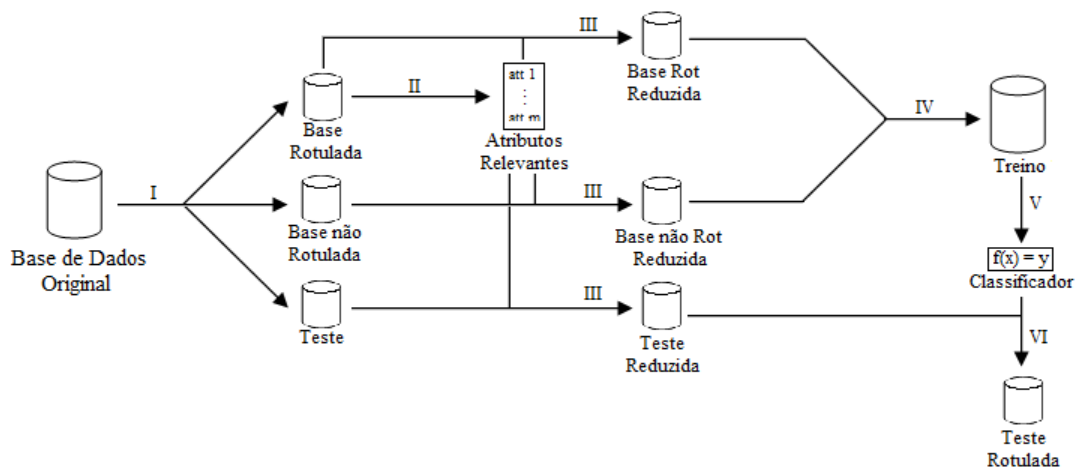 III
Base Rot
Reduzida
att 1
⋮
att m
II
Atributos
Relevantes
Base
Rotulada
IV
Treino
I
Base de Dados
Original
III
Base não
Rotulada
Base não Rot
Reduzida
V
f(x) = y
Classificador
III
Teste
Teste
Reduzida
VI
Teste
Rotulada